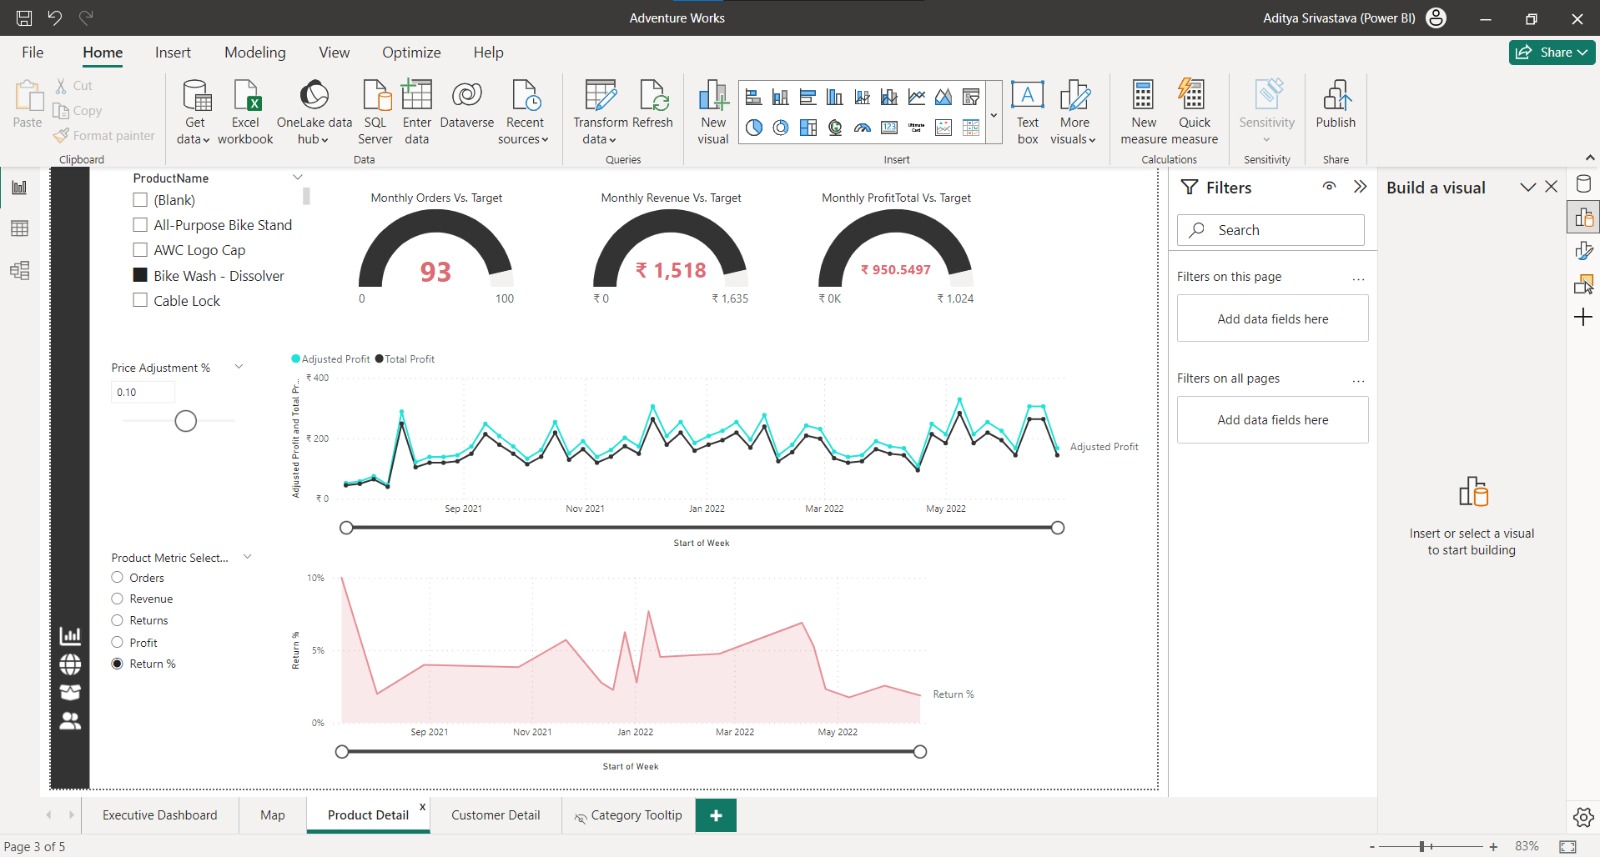 Adventure Works
Aditya Srivastava (Power BI)
File Home Insert Modeling View Optimize Help
Share
Paste
Cut
Copy
Format painter
Clipboard
Get data
Excel workbook
OneLake data hub
SQL Server
Enter data
Dataverse
Recent sources
Data
Transform data
Refresh
Queries
New visual
123
Text box
More visuals
Insert
New measure
Quick measure
Calculations
Sensitivity
Sensitivity
Publish
Share
ProductName
(Blank)
All-Purpose Bike Stand
AWC Logo Cap
Bike Wash - Dissolver
Cable Lock
Monthly Orders Vs. Target
93
0 100
Monthly Revenue Vs. Target
₹ 1,518
₹ 0 ₹ 1,635
Monthly ProfitTotal Vs. Target
₹ 950.5497
₹ 0K ₹ 1,024
Price Adjustment %
0.10
Adjusted Profit Total Profit
Adjusted Profit and Total Pr...
₹ 400
₹ 200
₹ 0
Adjusted Profit
Sep 2021 Nov 2021 Jan 2022 Mar 2022 May 2022
Start of Week
Product Metric Select...
Orders
Revenue
Returns
Profit
Return %
Return %
10%
5%
0%
Return %
Sep 2021 Nov 2021 Jan 2022 Mar 2022 May 2022
Start of Week
Filters
Search
Filters on this page ...
Add data fields here
Filters on all pages ...
Add data fields here
Build a visual
Insert or select a visual
to start building
Executive Dashboard Map Product Detail x Customer Detail Category Tooltip +
Page 3 of 5
- + 83%